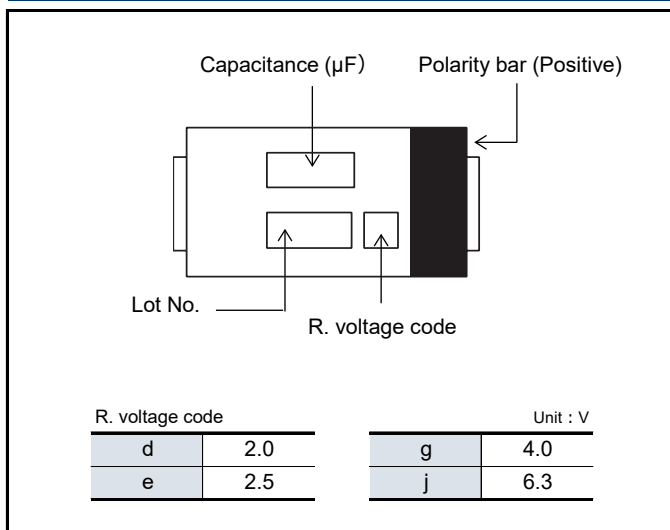 Capacitance (μF） Polarity bar (Positive)
Lot No.
R. voltage code
R. voltage code Unit：V
d 2.0 g 4.0
e 2.5 j 6.3